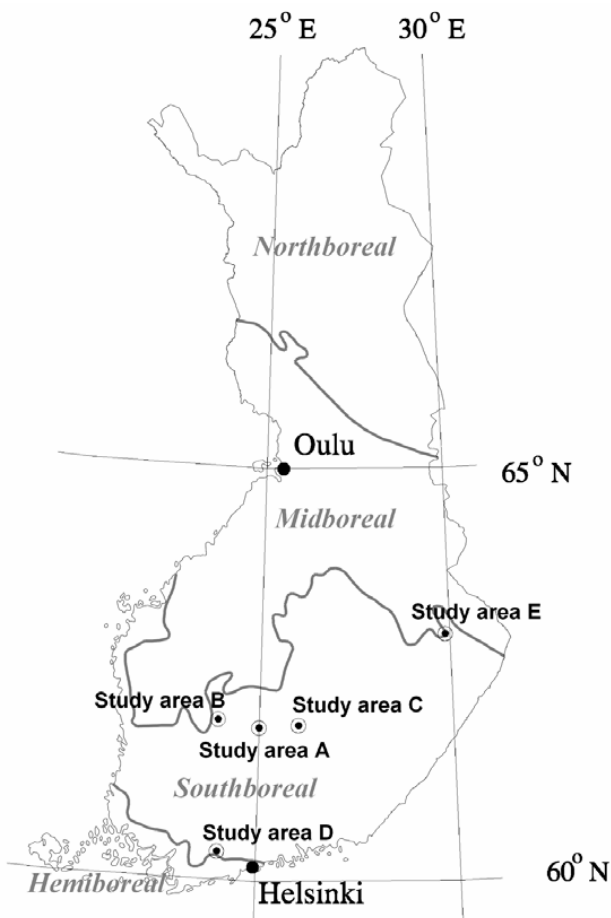 25° E 30° E
Northboreal
Oulu
65° N
Midboreal
Study area E
Study area B Study area C
Study area A
Southboreal
Study area D
60° N
Hemiboreal
Helsinki